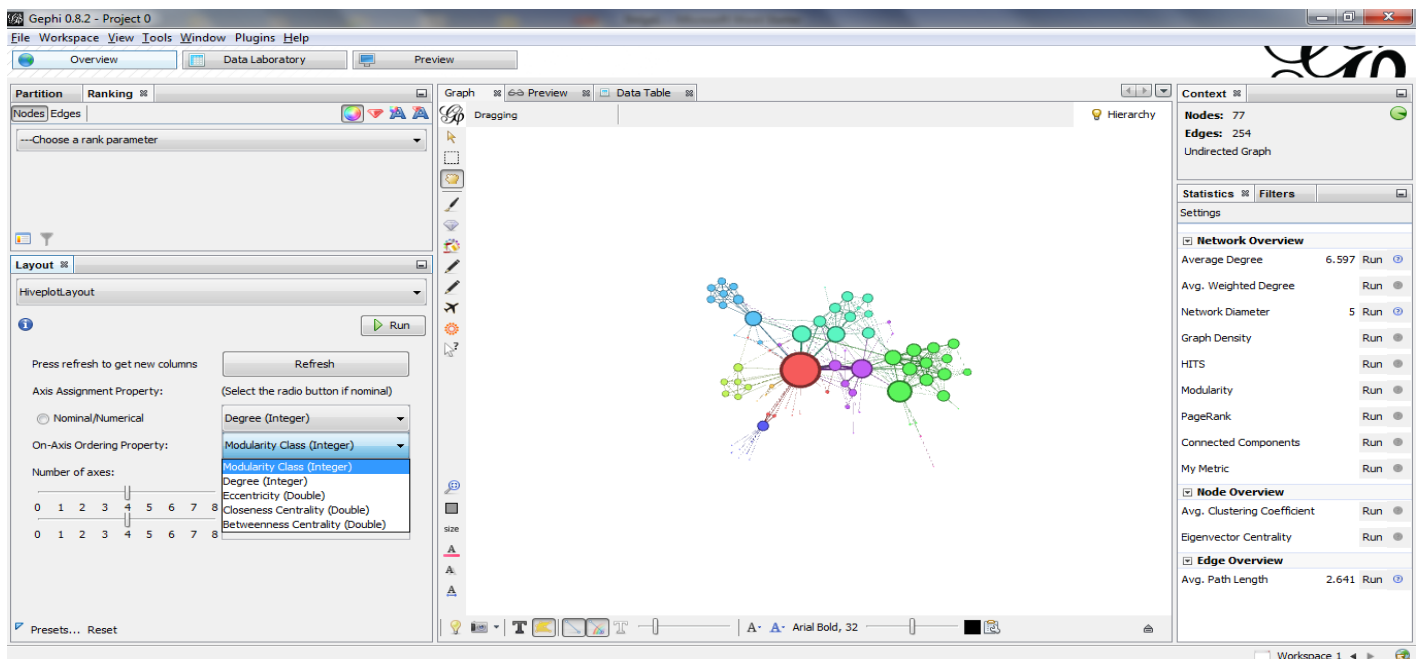 Gephi 0.8.2 - Project 0
File Workspace View Tools Window Plugins Help
Overview Data Laboratory Preview
Partition Ranking
Nodes Edges
---Choose a rank parameter
Layout
HiveplotLayout
Run
Press refresh to get new columns Refresh
Axis Assignment Property: (Select the radio button if nominal)
Nominal/Numerical Degree (Integer)
On-Axis Ordering Property: Modularity Class (Integer)
Number of axes:
Modularity Class (Integer)
Degree (Integer)
Eccentricity (Double)
Closeness Centrality (Double)
Betweenness Centrality (Double)
0 1 2 3 4 5 6 7 8
0 1 2 3 4 5 6 7 8
Presets... Reset
Graph Preview Data Table
Dragging Hierarchy
size
A
A
A
T T A- A- Arial Bold, 32
Context
Nodes: 77
Edges: 254
Undirected Graph
Statistics Filters
Settings
Network Overview
Average Degree 6.597 Run
Avg. Weighted Degree Run
Network Diameter 5 Run
Graph Density Run
HITS Run
Modularity Run
PageRank Run
Connected Components Run
My Metric Run
Node Overview
Avg. Clustering Coefficient Run
Eigenvector Centrality Run
Edge Overview
Avg. Path Length 2.641 Run
Workspace 1